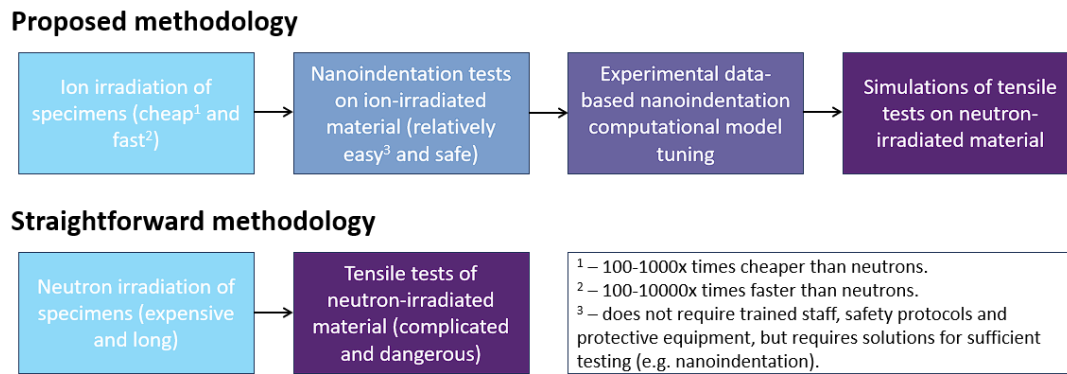 Proposed methodology
Ion irradiation of
specimens (cheap¹ and
fast²)
Nanoindentation tests
on ion-irradiated
material (relatively
easy³ and safe)
Experimental data-
based nanoindentation
computational model
tuning
Simulations of tensile
tests on neutron-
irradiated material
Straightforward methodology
Neutron irradiation of
specimens (expensive
and long)
Tensile tests of
neutron-irradiated
material (complicated
and dangerous)
¹ – 100-1000x times cheaper than neutrons.
² – 100-10000x times faster than neutrons.
³ – does not require trained staff, safety protocols and
protective equipment, but requires solutions for sufficient
testing (e.g. nanoindentation).